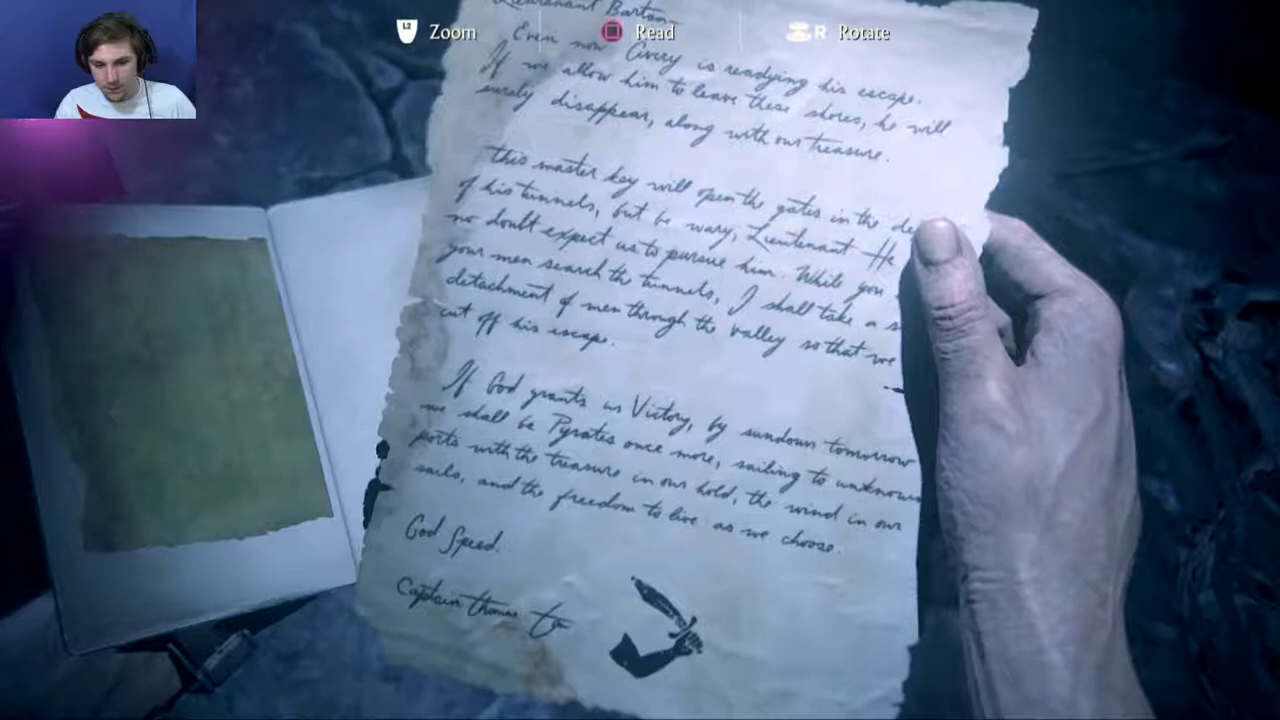 L2 Zoom
Read
R Rotate
Lieutenant Barton
Even now Avery is readying his escape.
If we allow him to leave these shores, he will
surely disappear, along with our treasure.
this master key will open the gates in the de
of his tunnels, but be wary, Lieutenant - He
no doubt expect us to pursue him. While you
your men search the tunnels, I shall take a s
detachment of men through the valley so that we
cut off his escape.
If God grants us Victory, by sundown tomorrow
we shall be Pyrates once more, sailing to unknown
ports with the treasure in our hold, the wind in our
sails, and the freedom to live as we choose.
God Speed.
Captain thomas tew